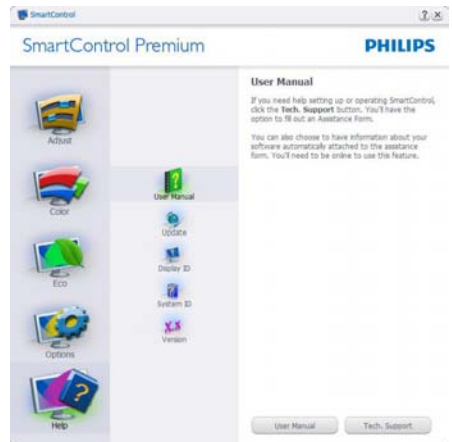 SmartControl
? ×
SmartControl Premium
PHILIPS
Adjust
Color
Eco
Options
Help
User Manual
Update
Display ID
System ID
Version
User Manual
If you need help setting up or operating SmartControl,
click the Tech. Support button. You'll have the
option to fill out an Assistance Form.
You can also choose to have information about your
software automatically attached to the assistance
form. You'll need to be online to use this feature.
User Manual
Tech. Support